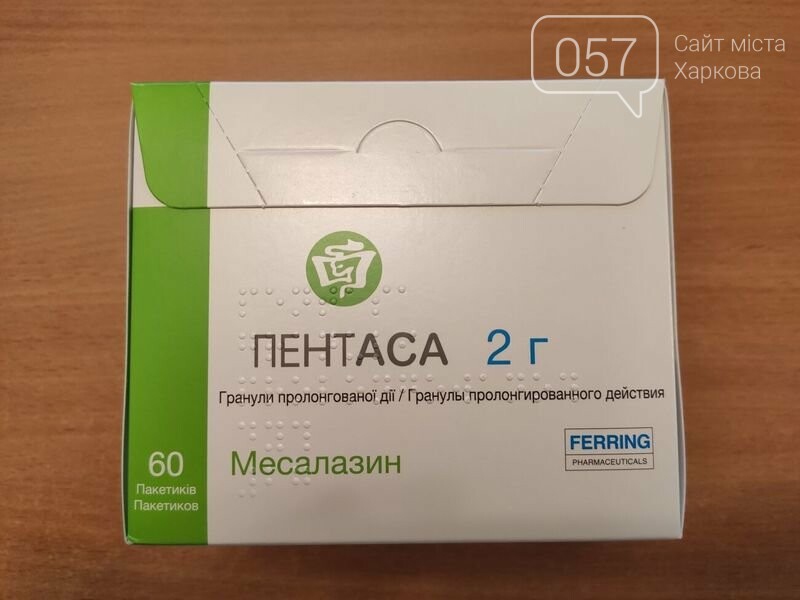 057
Сайт міста
Харкова
ПЕНТАСА 2 г
Гранули пролонгованої дії / Гранулы пролонгированного действия
60
Пакетиків
Пакетиков
Месалазин
FERRING
PHARMACEUTICALS